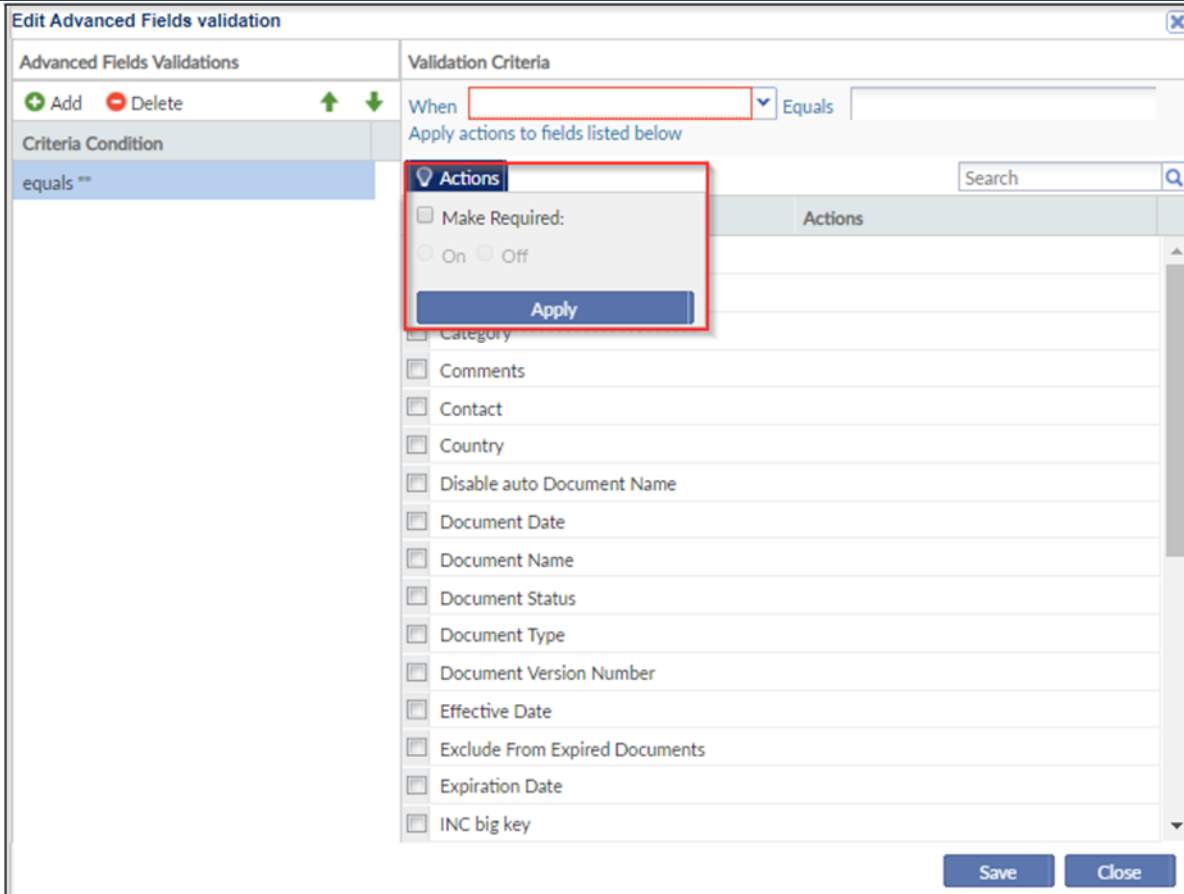 Edit Advanced Fields validation
Advanced Fields Validations
Validation Criteria
Add Delete
When Equals
Apply actions to fields listed below
Criteria Condition
equals ""
Actions
Search
Make Required:
Actions
On Off
Apply
Category
Comments
Contact
Country
Disable auto Document Name
Document Date
Document Name
Document Status
Document Type
Document Version Number
Effective Date
Exclude From Expired Documents
Expiration Date
INC big key
Save Close